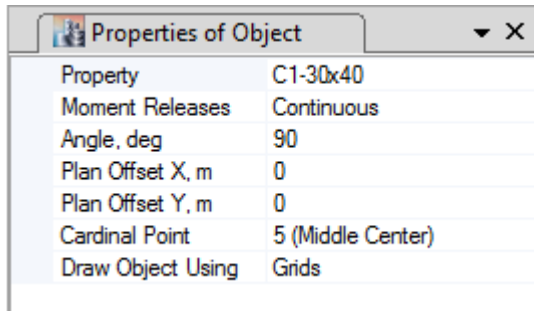 Properties of Object
Property C1-30x40
Moment Releases Continuous
Angle, deg 90
Plan Offset X, m 0
Plan Offset Y, m 0
Cardinal Point 5 (Middle Center)
Draw Object Using Grids